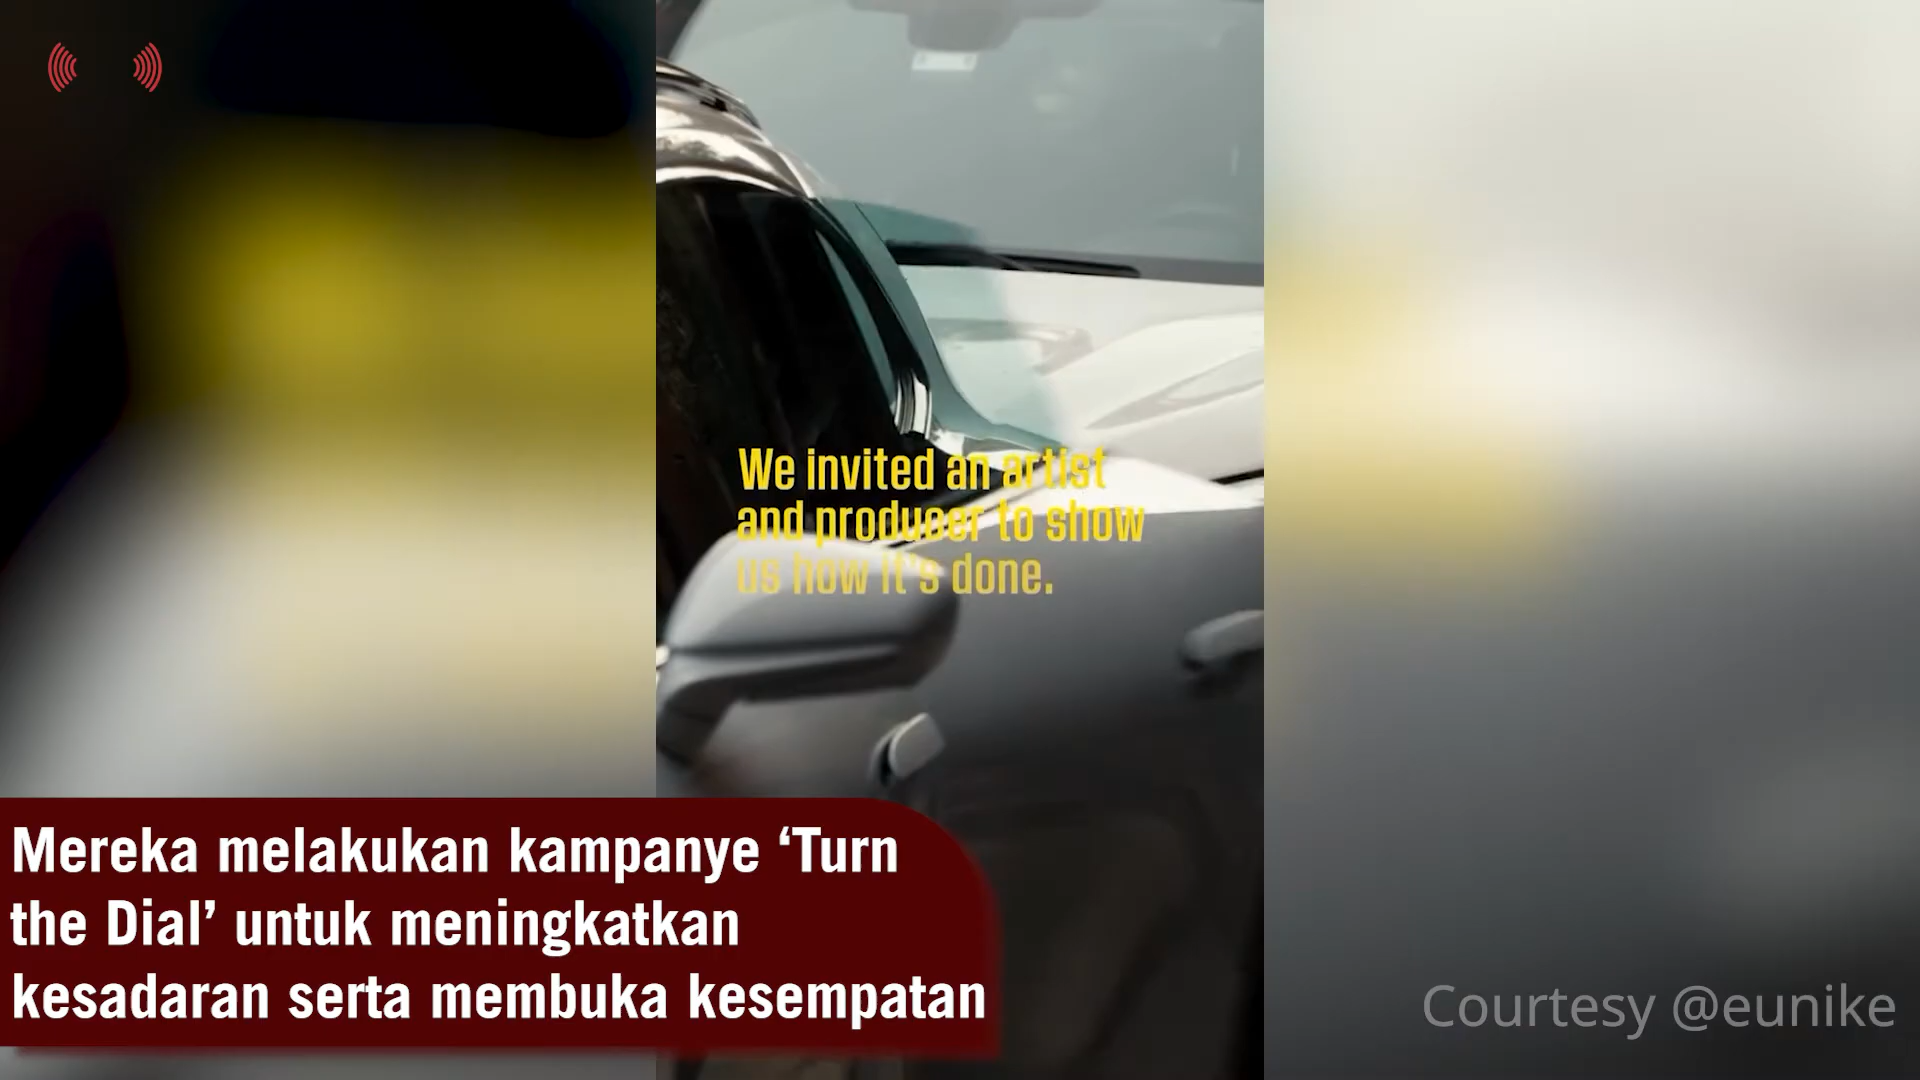 We invited an artist
and producer to show
us how it's done.
Mereka melakukan kampanye ‘Turn
the Dial’ untuk meningkatkan
kesadaran serta membuka kesempatan
Courtesy @eunike